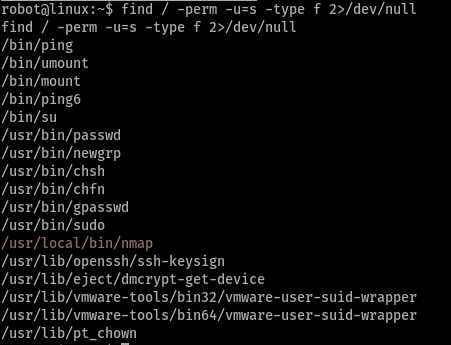 robot@linux:~$ find / -perm -u=s -type f 2>/dev/null
find / -perm -u=s -type f 2>/dev/null
/bin/ping
/bin/umount
/bin/mount
/bin/ping6
/bin/su
/usr/bin/passwd
/usr/bin/newgrp
/usr/bin/chsh
/usr/bin/chfn
/usr/bin/gpasswd
/usr/bin/sudo
/usr/local/bin/nmap
/usr/lib/openssh/ssh-keysign
/usr/lib/eject/dmcrypt-get-device
/usr/lib/vmware-tools/bin32/vmware-user-suid-wrapper
/usr/lib/vmware-tools/bin64/vmware-user-suid-wrapper
/usr/lib/pt_chown